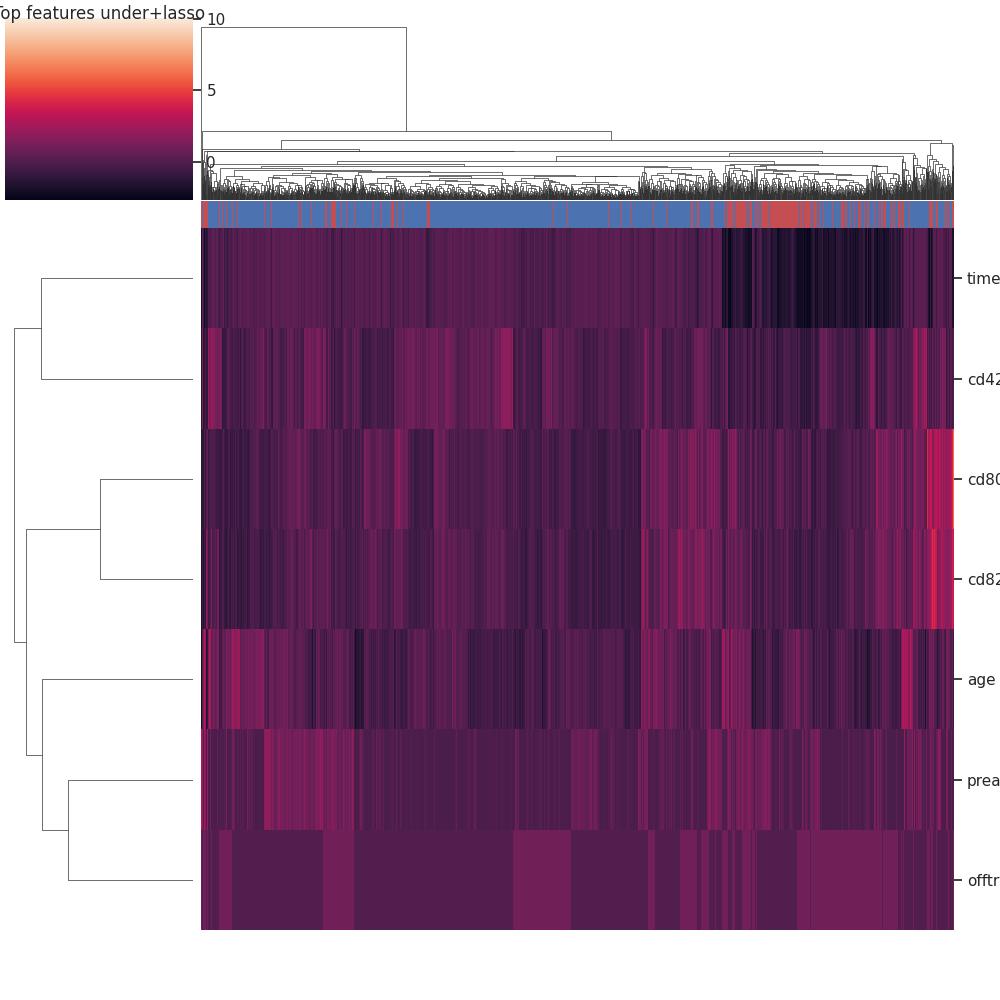 Top features under+lasso
10
5
0
time
cd42
cd80
cd82
age
prea
offtr